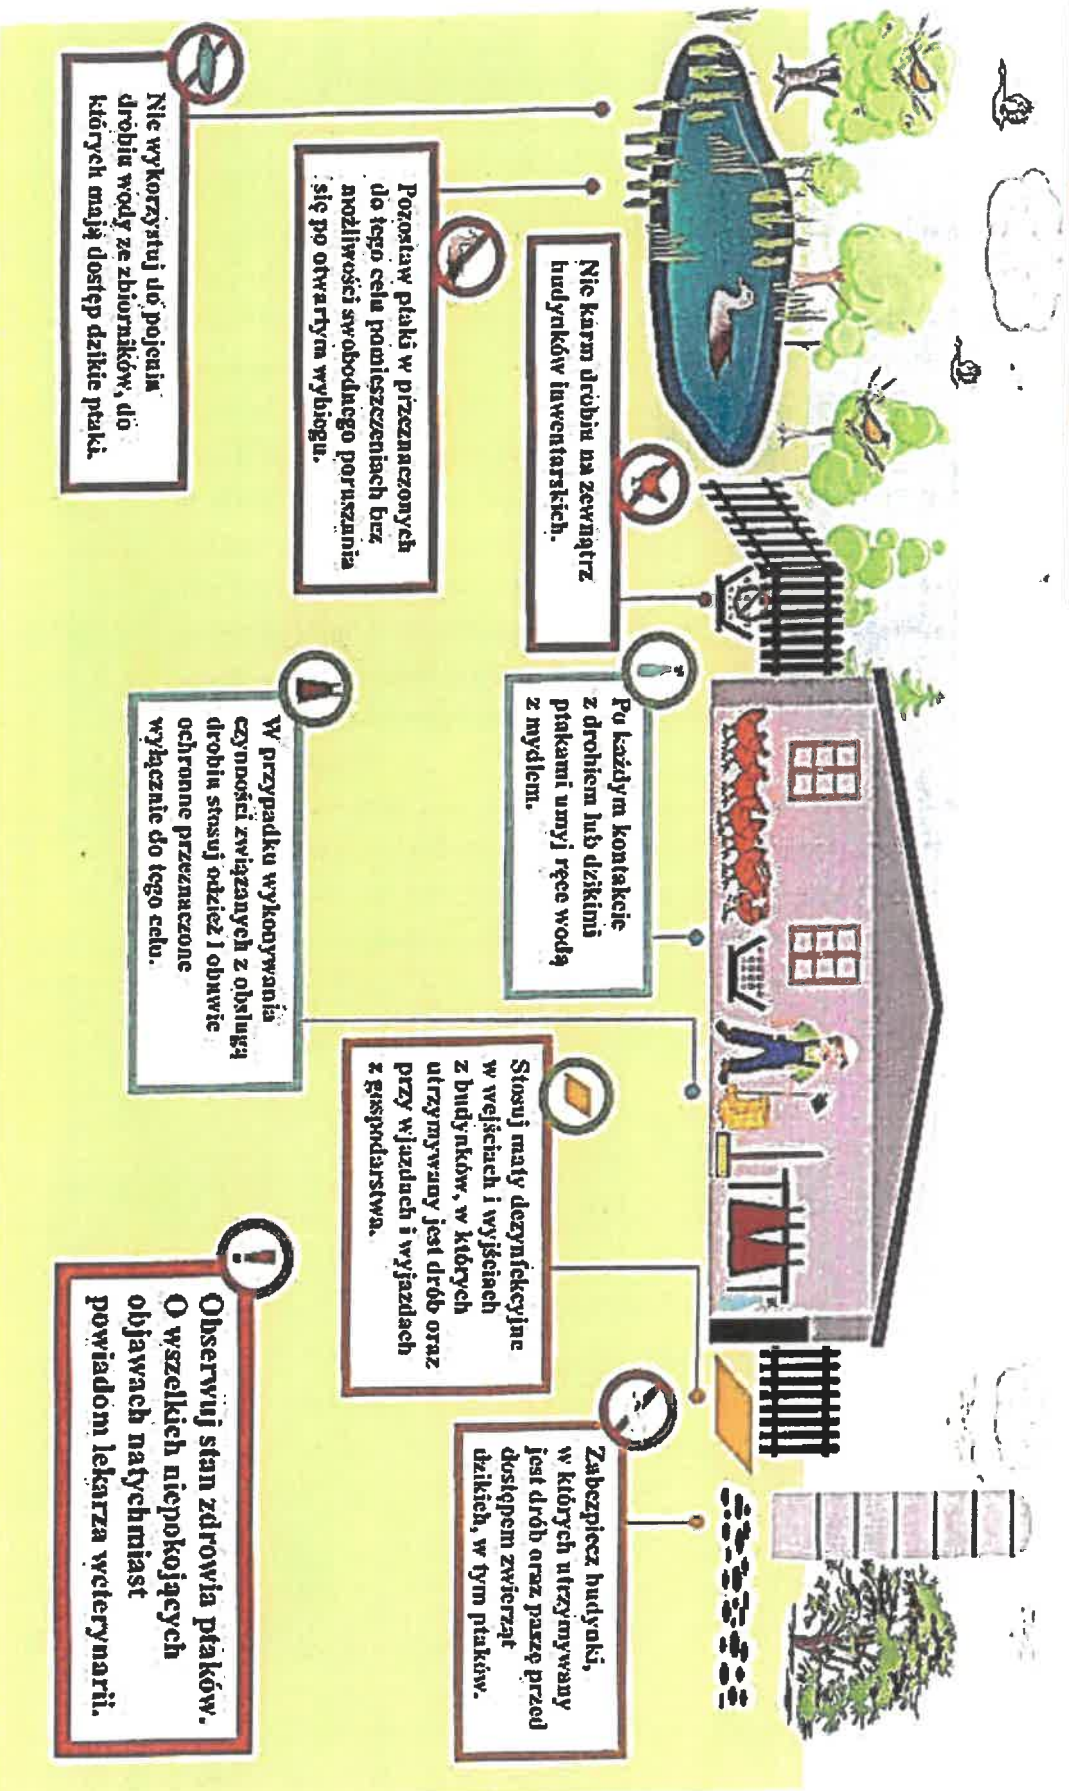 Nie wykorzystuj do pojenia
drobiu wody ze zbiorników, do
których mają dostęp dzikie ptaki.
Pozostaw ptaki w przeznaczonych
do tego celu pomieszczeniach bez
możliwości swobodnego poruszania
się po otwartym wybiegu.
Nie karm drobiu na zewnątrz
budynków inwentarskich.
Po każdym kontakcie
z drobiem lub dzikimi
ptakami umyj ręce wodą
z mydłem.
W przypadku wykonywania
czynności związanych z obsługą
drobiu stosuj odzież i obuwie
ochronne przeznaczone
wyłącznie do tego celu.
Stosuj maty dezynfekcyjne
w wejściach i wyjściach
z budynków, w których
utrzymywany jest drób oraz
przy wjazdach i wyjazdach
z gospodarstwa.
Zabezpiecz budynki,
w których utrzymywany
jest drób oraz paszę przed
dostępem zwierząt
dzikich, w tym ptaków.
Obserwuj stan zdrowia ptaków.
O wszelkich niepokojących
objawach natychmiast
powiadom lekarza weterynarii.